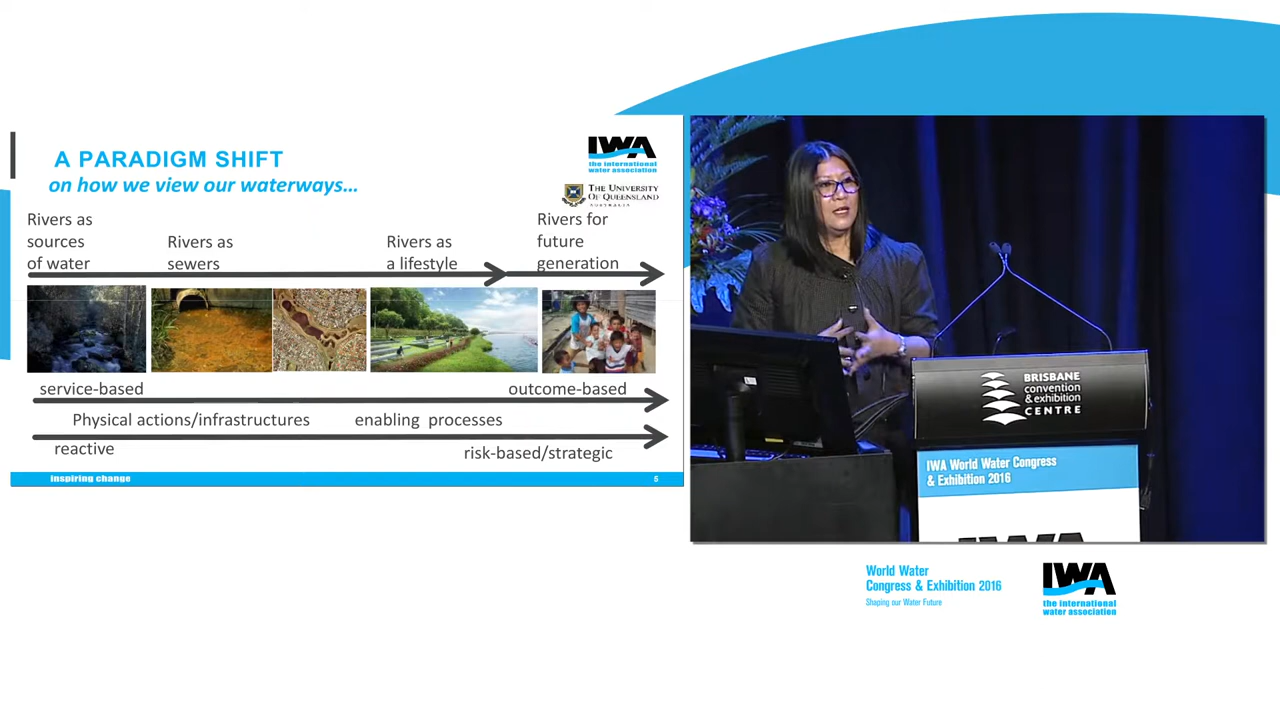 A PARADIGM SHIFT
on how we view our waterways...
IWA
the international
water association
THE UNIVERSITY
OF QUEENSLAND
AUSTRALIA
Rivers as
sources
of water
Rivers as
sewers
Rivers as
a lifestyle
Rivers for
future
generation
service-based
outcome-based
Physical actions/infrastructures
enabling processes
reactive
risk-based/strategic
inspiring change
5
BRISBANE
convention
& exhibition
CENTRE
IWA World Water Congress
& Exhibition 2016
IWA
World Water
Congress & Exhibition 2016
Shaping our Water Future
IWA
the international
water association